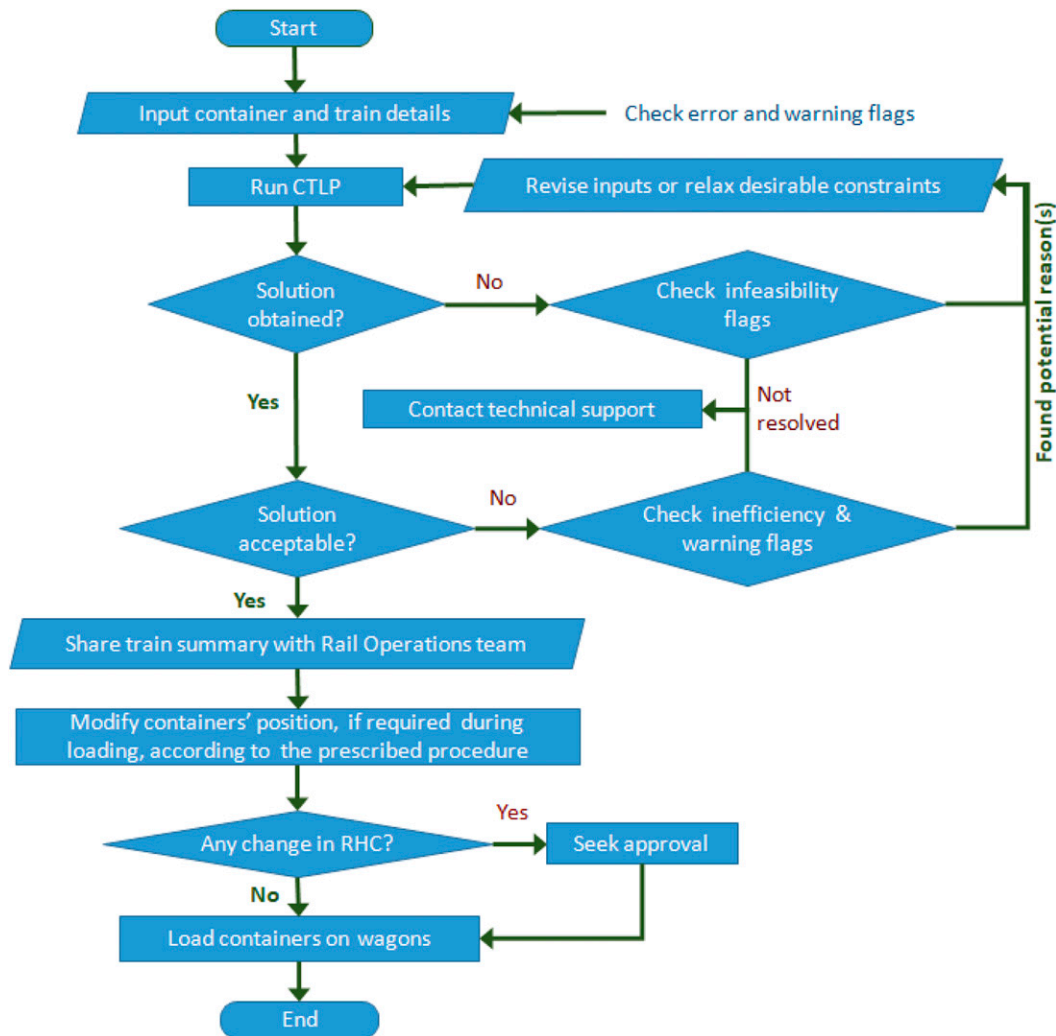 Start
Input container and train details
Check error and warning flags
Run CTLP
Revise inputs or relax desirable constraints
Solution
obtained?
No
Check infeasibility
flags
Found potential reason(s)
Yes
Contact technical support
Not
resolved
Solution
acceptable?
No
Check inefficiency &
warning flags
Yes
Share train summary with Rail Operations team
Modify containers' position, if required during
loading, according to the prescribed procedure
Any change in RHC?
Yes
Seek approval
No
Load containers on wagons
End